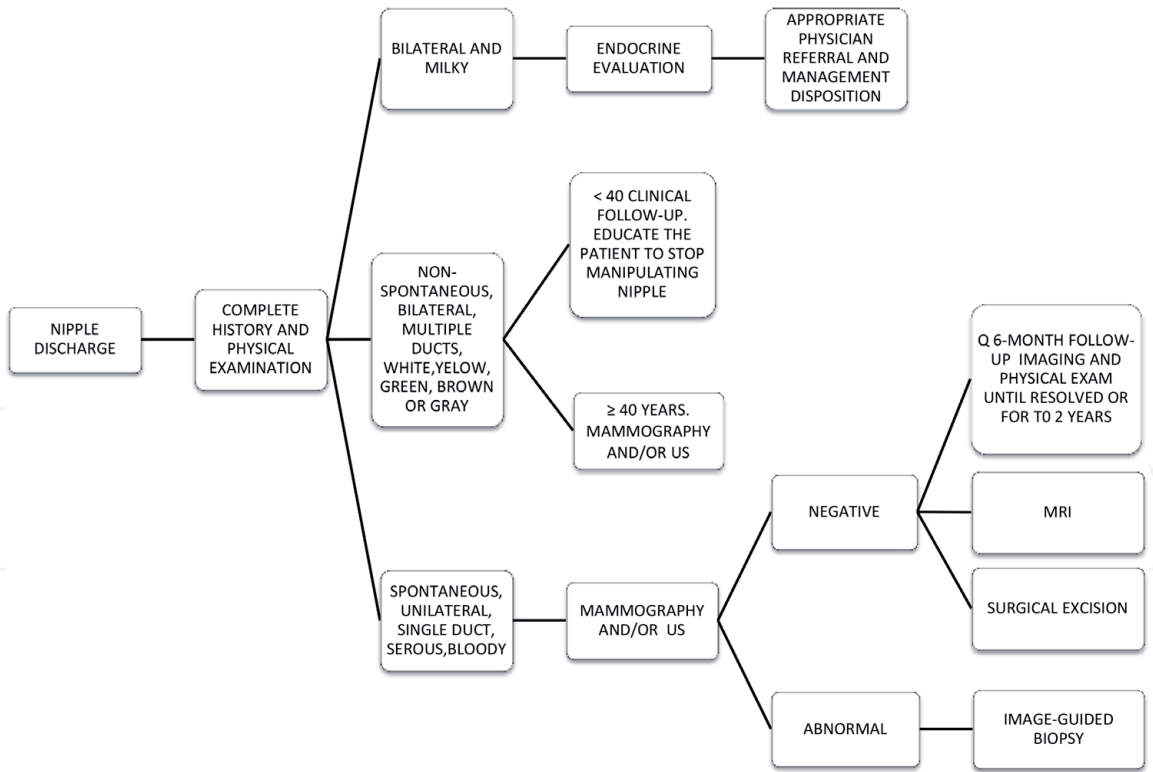 NIPPLE
DISCHARGE
COMPLETE
HISTORY AND
PHYSICAL
EXAMINATION
BILATERAL AND
MILKY
ENDOCRINE
EVALUATION
APPROPRIATE
PHYSICIAN
REFERRAL AND
MANAGEMENT
DISPOSITION
NON-
SPONTANEOUS,
BILATERAL,
MULTIPLE
DUCTS,
WHITE,YELOW,
GREEN, BROWN
OR GRAY
< 40 CLINICAL
FOLLOW-UP.
EDUCATE THE
PATIENT TO STOP
MANIPULATING
NIPPLE
≥ 40 YEARS.
MAMMOGRAPHY
AND/OR US
SPONTANEOUS,
UNILATERAL,
SINGLE DUCT,
SEROUS,BLOODY
MAMMOGRAPHY
AND/OR US
NEGATIVE
Q 6-MONTH FOLLOW-
UP IMAGING AND
PHYSICAL EXAM
UNTIL RESOLVED OR
FOR T0 2 YEARS
MRI
SURGICAL EXCISION
ABNORMAL
IMAGE-GUIDED
BIOPSY